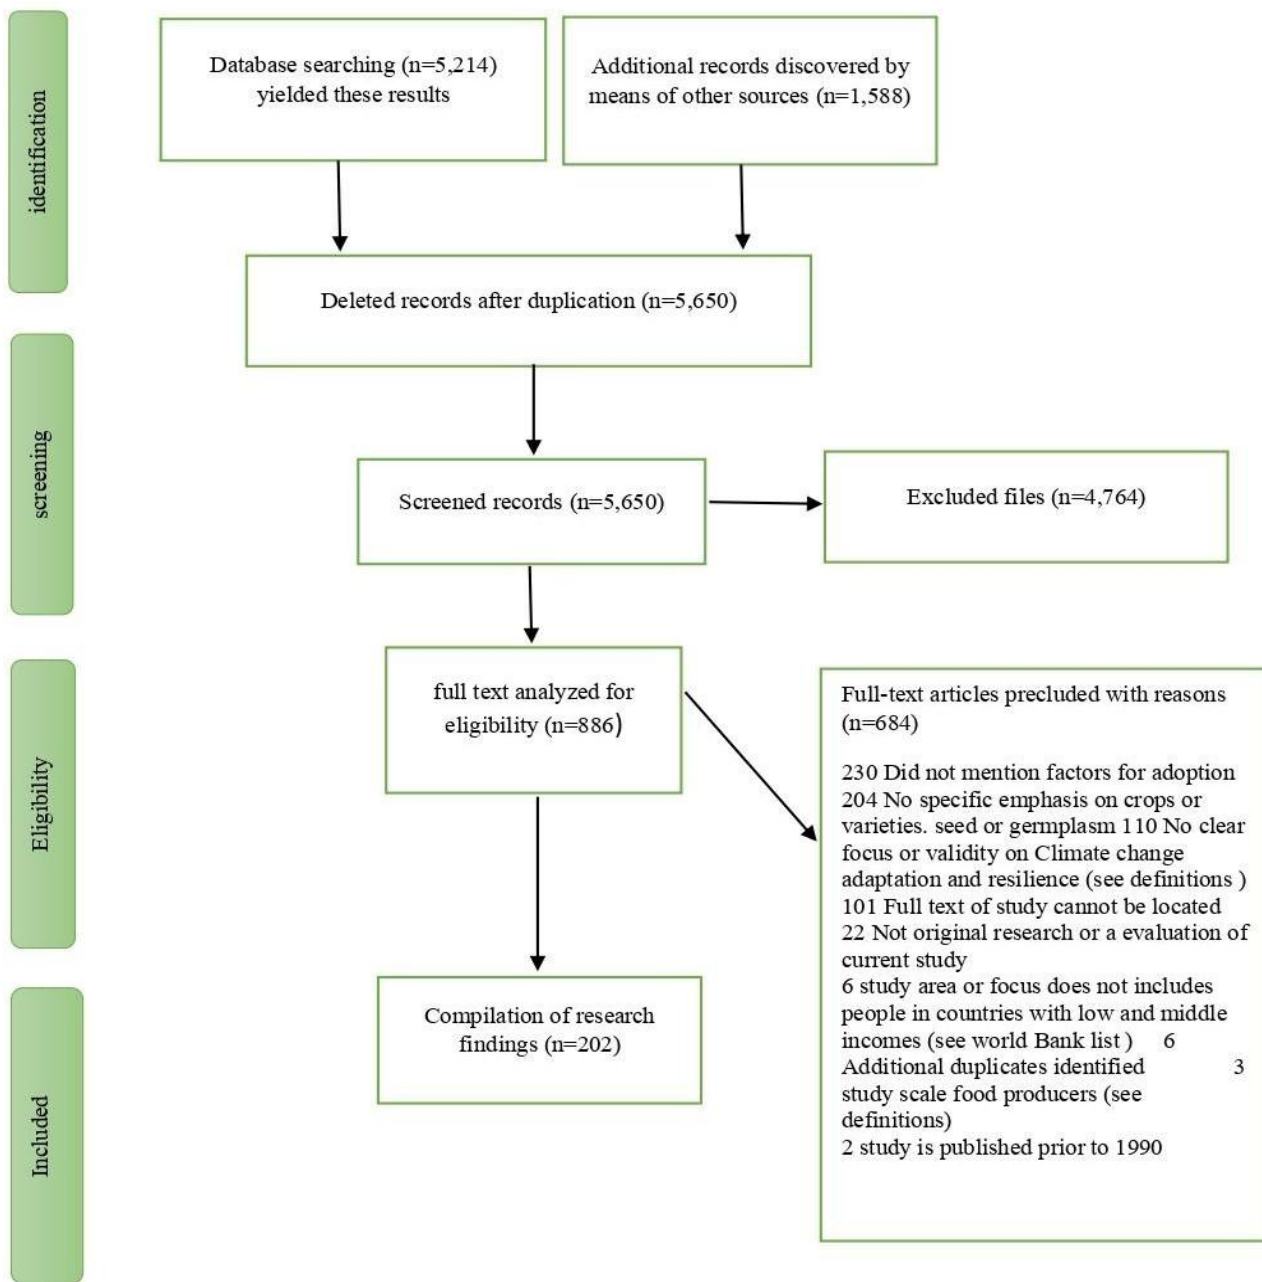 identification
Database searching (n=5,214)
yielded these results
Additional records discovered by
means of other sources (n=1,588)
Deleted records after duplication (n=5,650)
screening
Screened records (n=5,650)
Excluded files (n=4,764)
Eligibility
full text analyzed for
eligibility (n=886)
Full-text articles precluded with reasons
(n=684)
230 Did not mention factors for adoption
204 No specific emphasis on crops or
varieties. seed or germplasm 110 No clear
focus or validity on Climate change
adaptation and resilience (see definitions )
101 Full text of study cannot be located
22 Not original research or a evaluation of
current study
6 study area or focus does not includes
people in countries with low and middle
incomes (see world Bank list ) 6
Additional duplicates identified 3
study scale food producers (see
definitions)
2 study is published prior to 1990
Included
Compilation of research
findings (n=202)